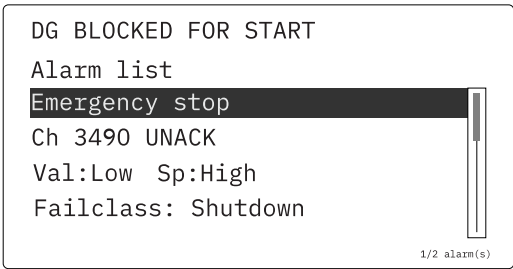 DG BLOCKED FOR START
Alarm list
Emergency stop
Ch 3490 UNACK
Val:Low Sp:High
Failclass: Shutdown
1/2 alarm(s)